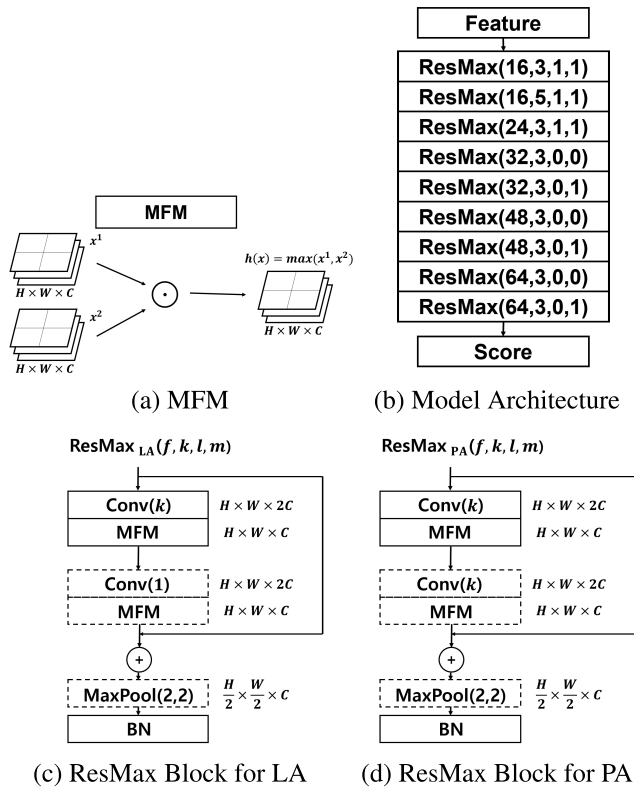 MFM
x¹
H × W × C
x²
H × W × C
h(x) = max(x¹, x²)
H × W × C
(a) MFM
Feature
ResMax(16,3,1,1)
ResMax(16,5,1,1)
ResMax(24,3,1,1)
ResMax(32,3,0,0)
ResMax(32,3,0,1)
ResMax(48,3,0,0)
ResMax(48,3,0,1)
ResMax(64,3,0,0)
ResMax(64,3,0,1)
Score
(b) Model Architecture
ResMax LA(f, k, l, m)
Conv(k) H × W × 2C
MFM H × W × C
Conv(1) H × W × 2C
MFM H × W × C
+
MaxPool(2,2) H/2 × W/2 × C
BN
(c) ResMax Block for LA
ResMax PA(f, k, l, m)
Conv(k) H × W × 2C
MFM H × W × C
Conv(k) H × W × 2C
MFM H × W × C
+
MaxPool(2,2) H/2 × W/2 × C
BN
(d) ResMax Block for PA